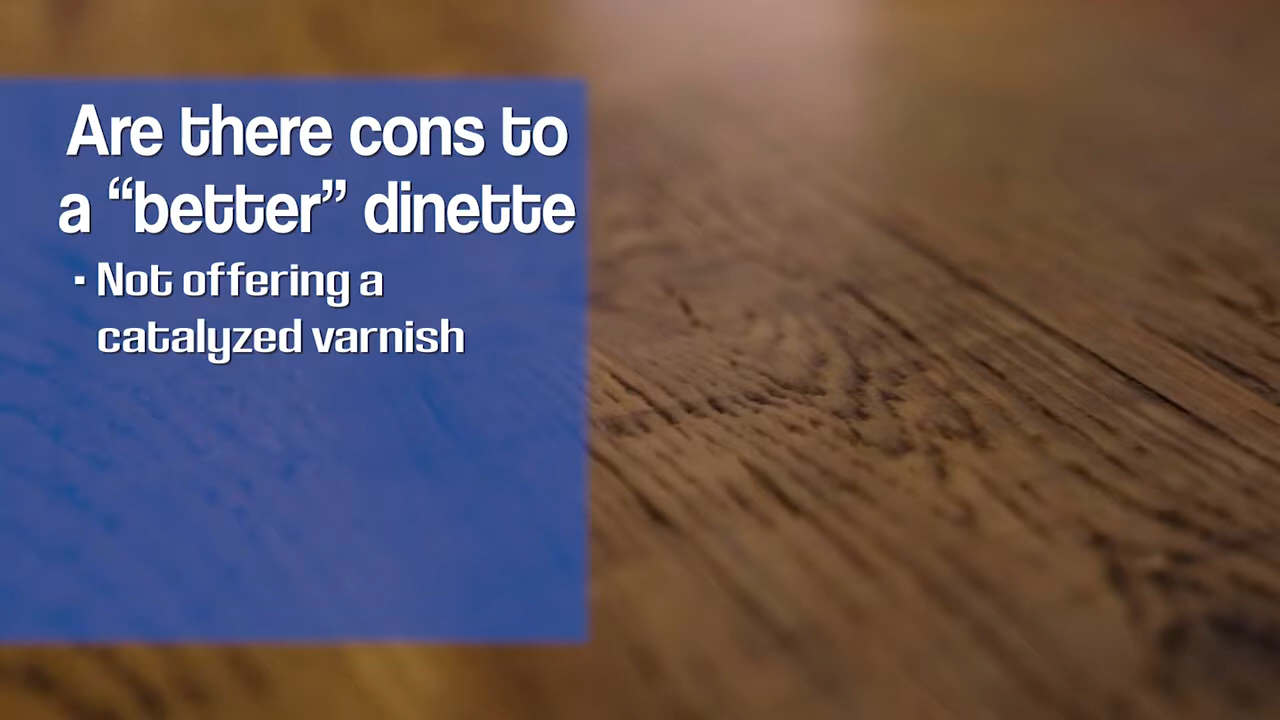 Are there cons to
a “better” dinette
▪ Not offering a
catalyzed varnish